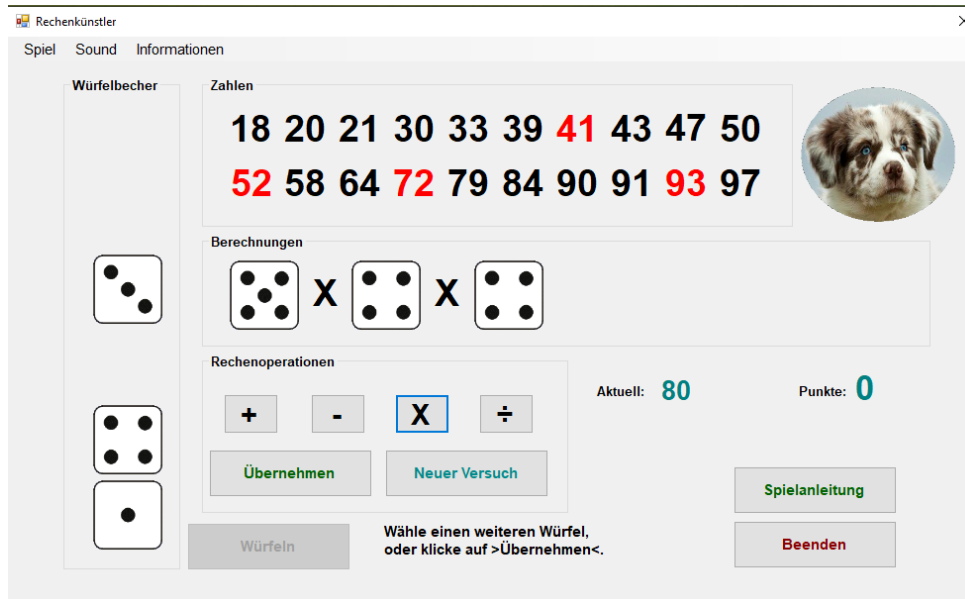 Rechenkünstler
Spiel Sound Informationen
Würfelbecher
Zahlen
18 20 21 30 33 39 41 43 47 50
52 58 64 72 79 84 90 91 93 97
Berechnungen
X X
Rechenoperationen
+ - X ÷
Aktuell: 80 Punkte: 0
Übernehmen Neuer Versuch
Spielanleitung
Würfeln
Wähle einen weiteren Würfel,
oder klicke auf >Übernehmen<.
Beenden